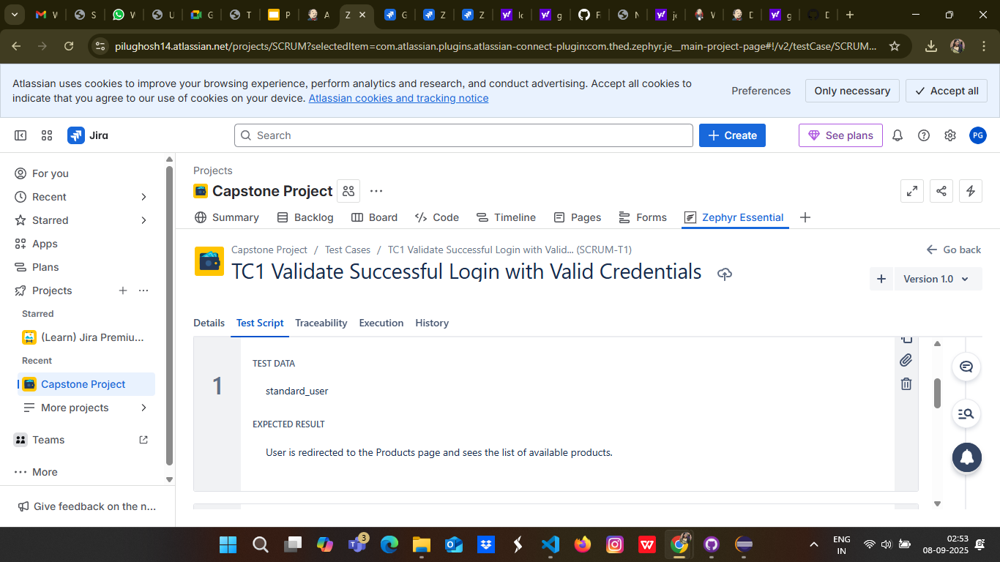 W
S
W
U
G
T
P
A
Z
G
Z
Z
g
F
N
je
W
D
g
D
pilughosh14.atlassian.net/projects/SCRUM?selectedItem=com.atlassian.plugins.atlassian-connect-plugin:com.thed.zephyr.je__main-project-page#!/v2/testCase/SCRUM...
Atlassian uses cookies to improve your browsing experience, perform analytics and research, and conduct advertising. Accept all cookies to
indicate that you agree to our use of cookies on your device. Atlassian cookies and tracking notice
Preferences
Only necessary
Accept all
Jira
Search
Create
See plans
PG
For you
Recent
Starred
Apps
Plans
Projects
Starred
(Learn) Jira Premiu...
Recent
Capstone Project
More projects
Teams
More
Give feedback on the n...
Projects
Capstone Project
Summary
Backlog
Board
Code
Timeline
Pages
Forms
Zephyr Essential
Capstone Project / Test Cases / TC1 Validate Successful Login with Valid... (SCRUM-T1)
Go back
TC1 Validate Successful Login with Valid Credentials
Version 1.0
Details
Test Script
Traceability
Execution
History
1
TEST DATA
standard_user
EXPECTED RESULT
User is redirected to the Products page and sees the list of available products.
3
ENG
IN
02:53
08-09-2025